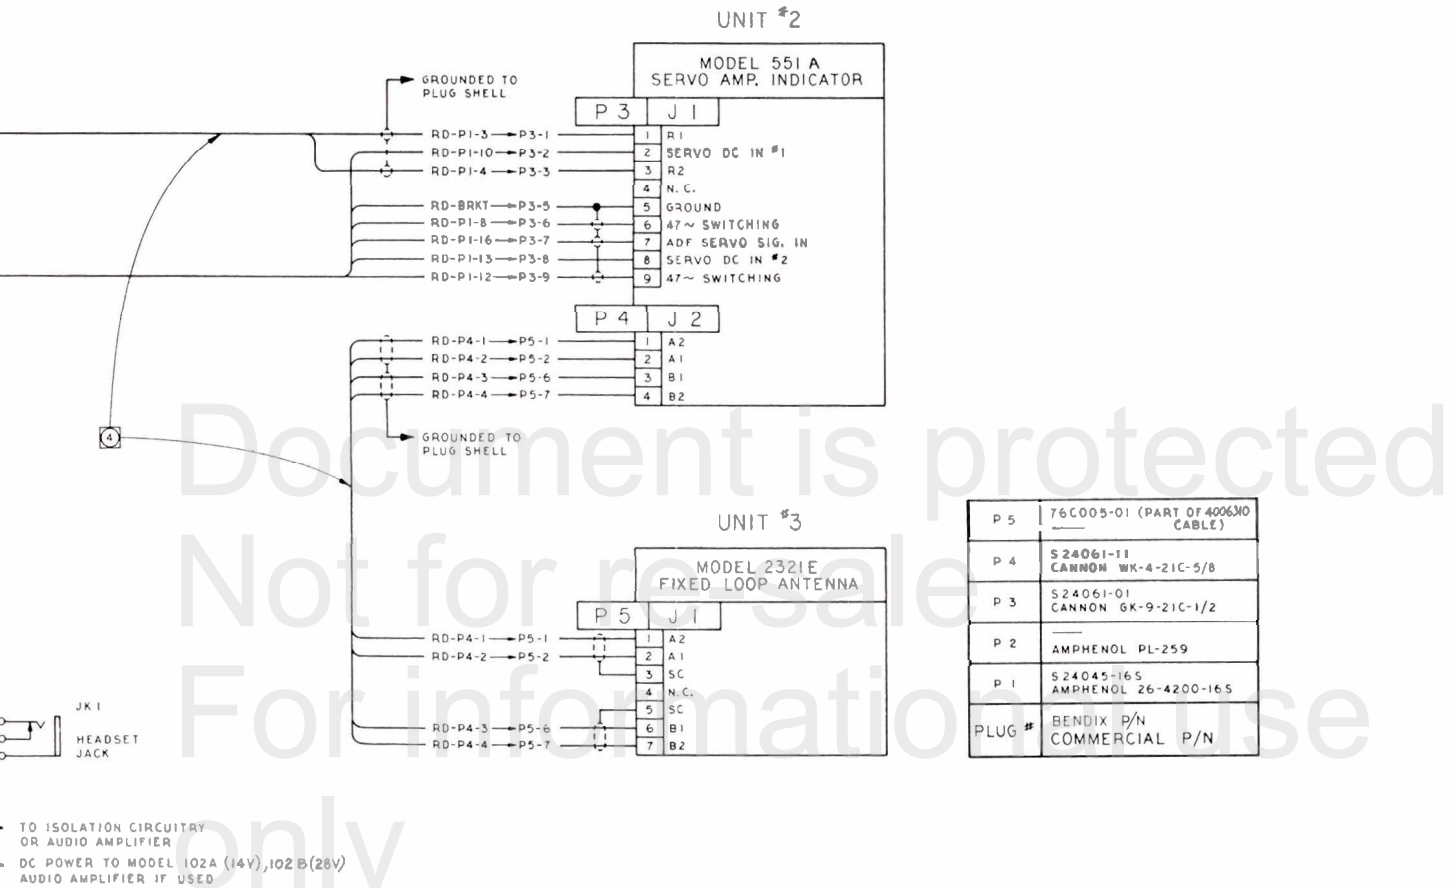 UNIT #2
MODEL 551 A
SERVO AMP. INDICATOR
GROUNDED TO
PLUG SHELL
P 3 J 1
RD-P1-3 P3-1 1 R1
RD-P1-10 P3-2 2 SERVO DC IN #1
RD-P1-4 P3-3 3 R2
4 N.C.
RD-BRKT P3-5 5 GROUND
RD-P1-8 P3-6 6 47~ SWITCHING
RD-P1-16 P3-7 7 ADF SERVO SIG. IN
RD-P1-13 P3-8 8 SERVO DC IN #2
RD-P1-12 P3-9 9 47~ SWITCHING
P 4 J 2
RD-P4-1 P5-1 1 A2
RD-P4-2 P5-2 2 A1
RD-P4-3 P5-6 3 B1
RD-P4-4 P5-7 4 B2
4
GROUNDED TO
PLUG SHELL
UNIT #3
MODEL 2321E
FIXED LOOP ANTENNA
P 5 J 1
RD-P4-1 P5-1 1 A2
RD-P4-2 P5-2 2 A1
3 SC
4 N.C.
5 SC
RD-P4-3 P5-6 6 B1
RD-P4-4 P5-7 7 B2
P 5 76C005-01 (PART OF
CABLE)
P 4 S24061-11
CANNON WK-4-21C-5/8
P 3 S24061-01
CANNON GK-9-21C-1/2
P 2 AMPHENOL PL-259
P 1 S24045-16S
AMPHENOL 26-4200-16S
PLUG # BENDIX P/N
COMMERCIAL P/N
JK1
HEADSET
JACK
TO ISOLATION CIRCUITRY
OR AUDIO AMPLIFIER
DC POWER TO MODEL 102A (14V),102B(28V)
AUDIO AMPLIFIER IF USED
Document is protected
Not for re-sale
For informational use
only